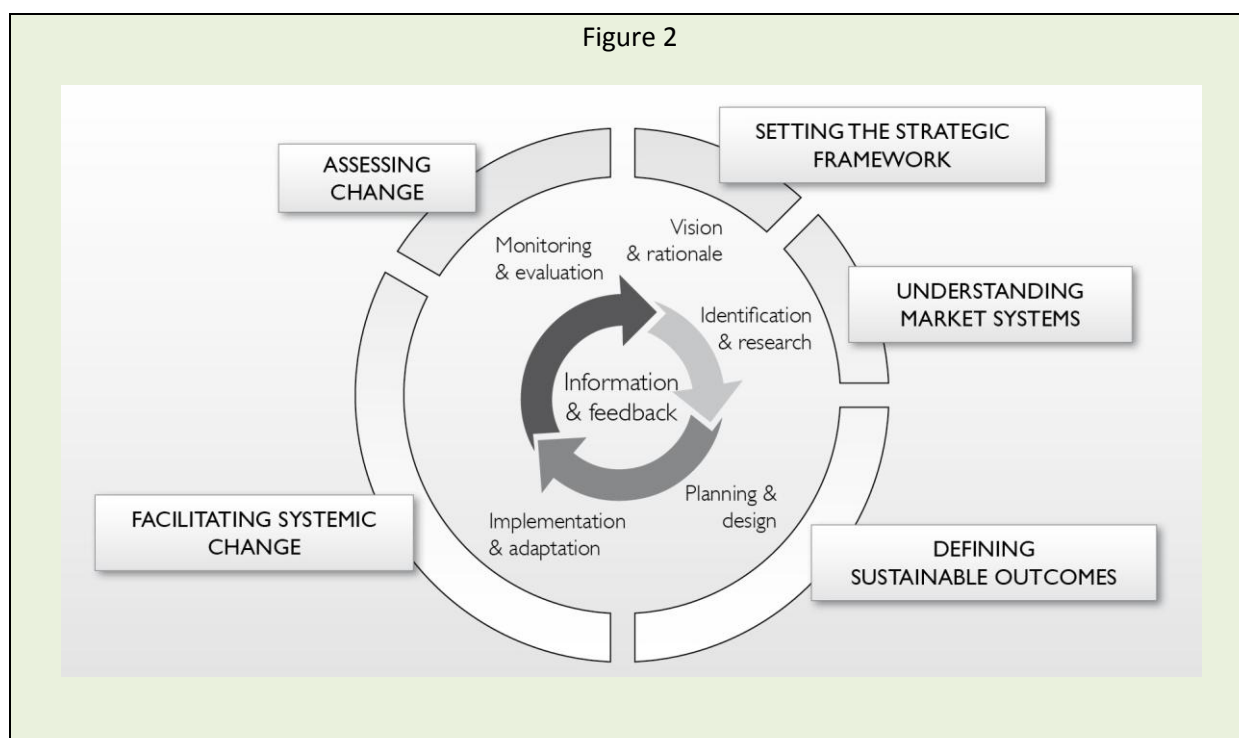 Figure 2
SETTING THE STRATEGIC
FRAMEWORK
ASSESSING
CHANGE
Vision
& rationale
Monitoring
& evaluation
UNDERSTANDING
MARKET SYSTEMS
Identification
& research
Information
& feedback
Planning &
design
Implementation
& adaptation
FACILITATING SYSTEMIC
CHANGE
DEFINING
SUSTAINABLE OUTCOMES